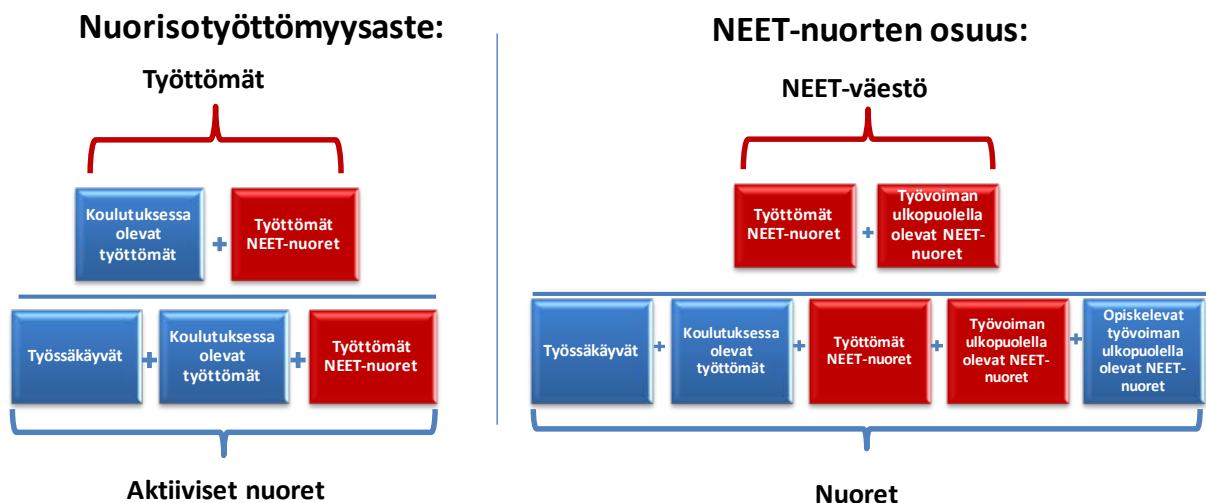 Nuorisotyöttömyysaste:
Työttömät
Koulutuksessa
olevat
työttömät
+
Työttömät
NEET-nuoret
Työssäkäyvät
+
Koulutuksessa
olevat
työttömät
+
Työttömät
NEET-nuoret
Aktiiviset nuoret
NEET-nuorten osuus:
NEET-väestö
Työttömät
NEET-nuoret
+
Työvoiman
ulkopuolella
olevat NEET-
nuoret
Työssäkäyvät
+
Koulutuksessa
olevat
työttömät
+
Työttömät
NEET-nuoret
+
Työvoiman
ulkopuolella
olevat NEET-
nuoret
+
Opiskelevat
työvoiman
ulkopuolella
olevat NEET-
nuoret
Nuoret